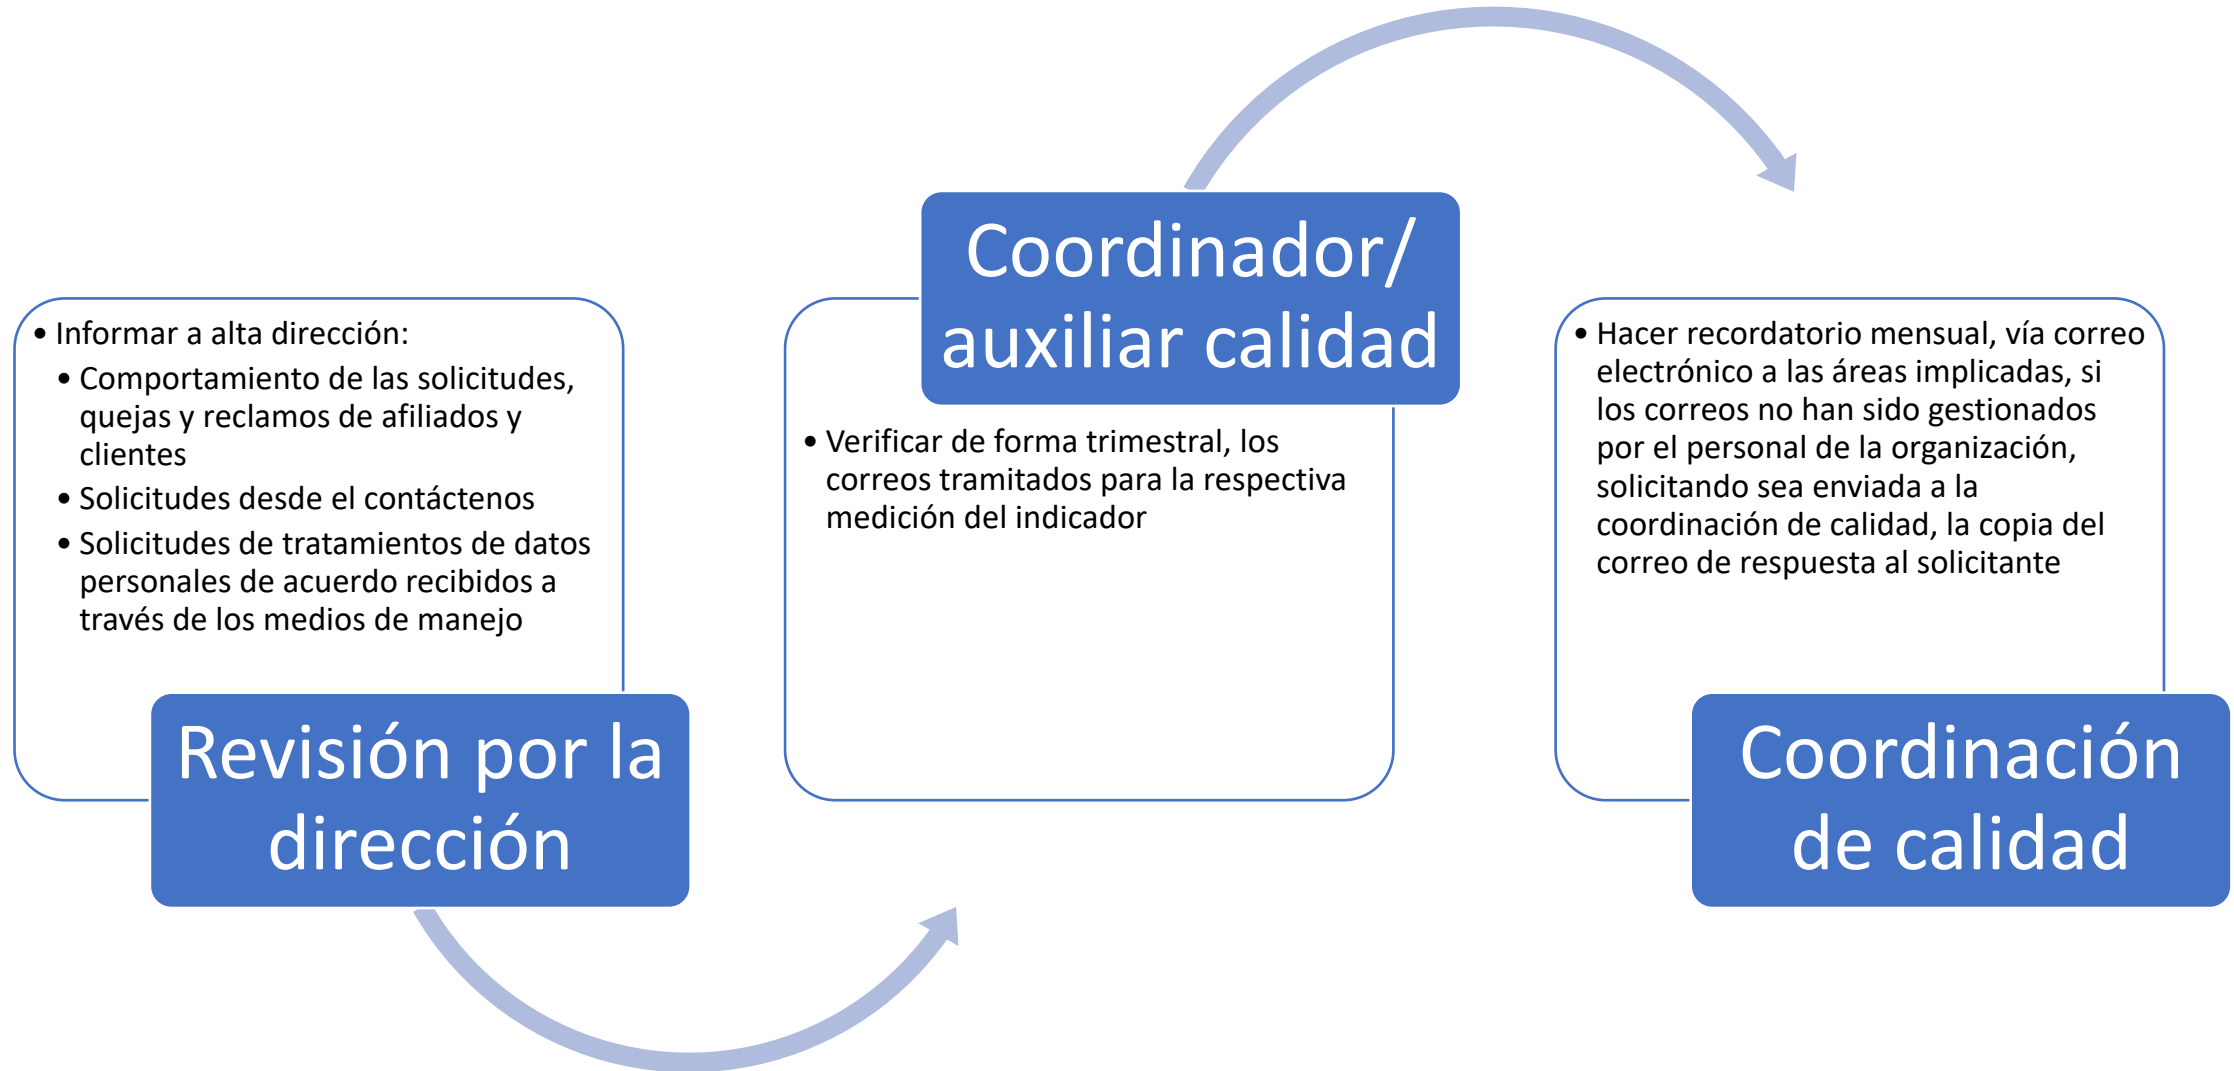 • Informar a alta dirección:
• Comportamiento de las solicitudes,
quejas y reclamos de afiliados y
clientes
• Solicitudes desde el contáctenos
• Solicitudes de tratamientos de datos
personales de acuerdo recibidos a
través de los medios de manejo
Revisión por la
dirección
Coordinador/
auxiliar calidad
• Verificar de forma trimestral, los
correos tramitados para la respectiva
medición del indicador
• Hacer recordatorio mensual, vía correo
electrónico a las áreas implicadas, si
los correos no han sido gestionados
por el personal de la organización,
solicitando sea enviada a la
coordinación de calidad, la copia del
correo de respuesta al solicitante
Coordinación
de calidad